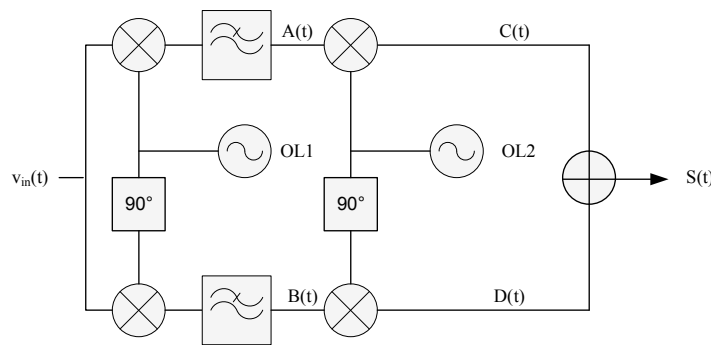 A(t)
C(t)
OL1
OL2
v_in(t)
90°
90°
S(t)
B(t)
D(t)